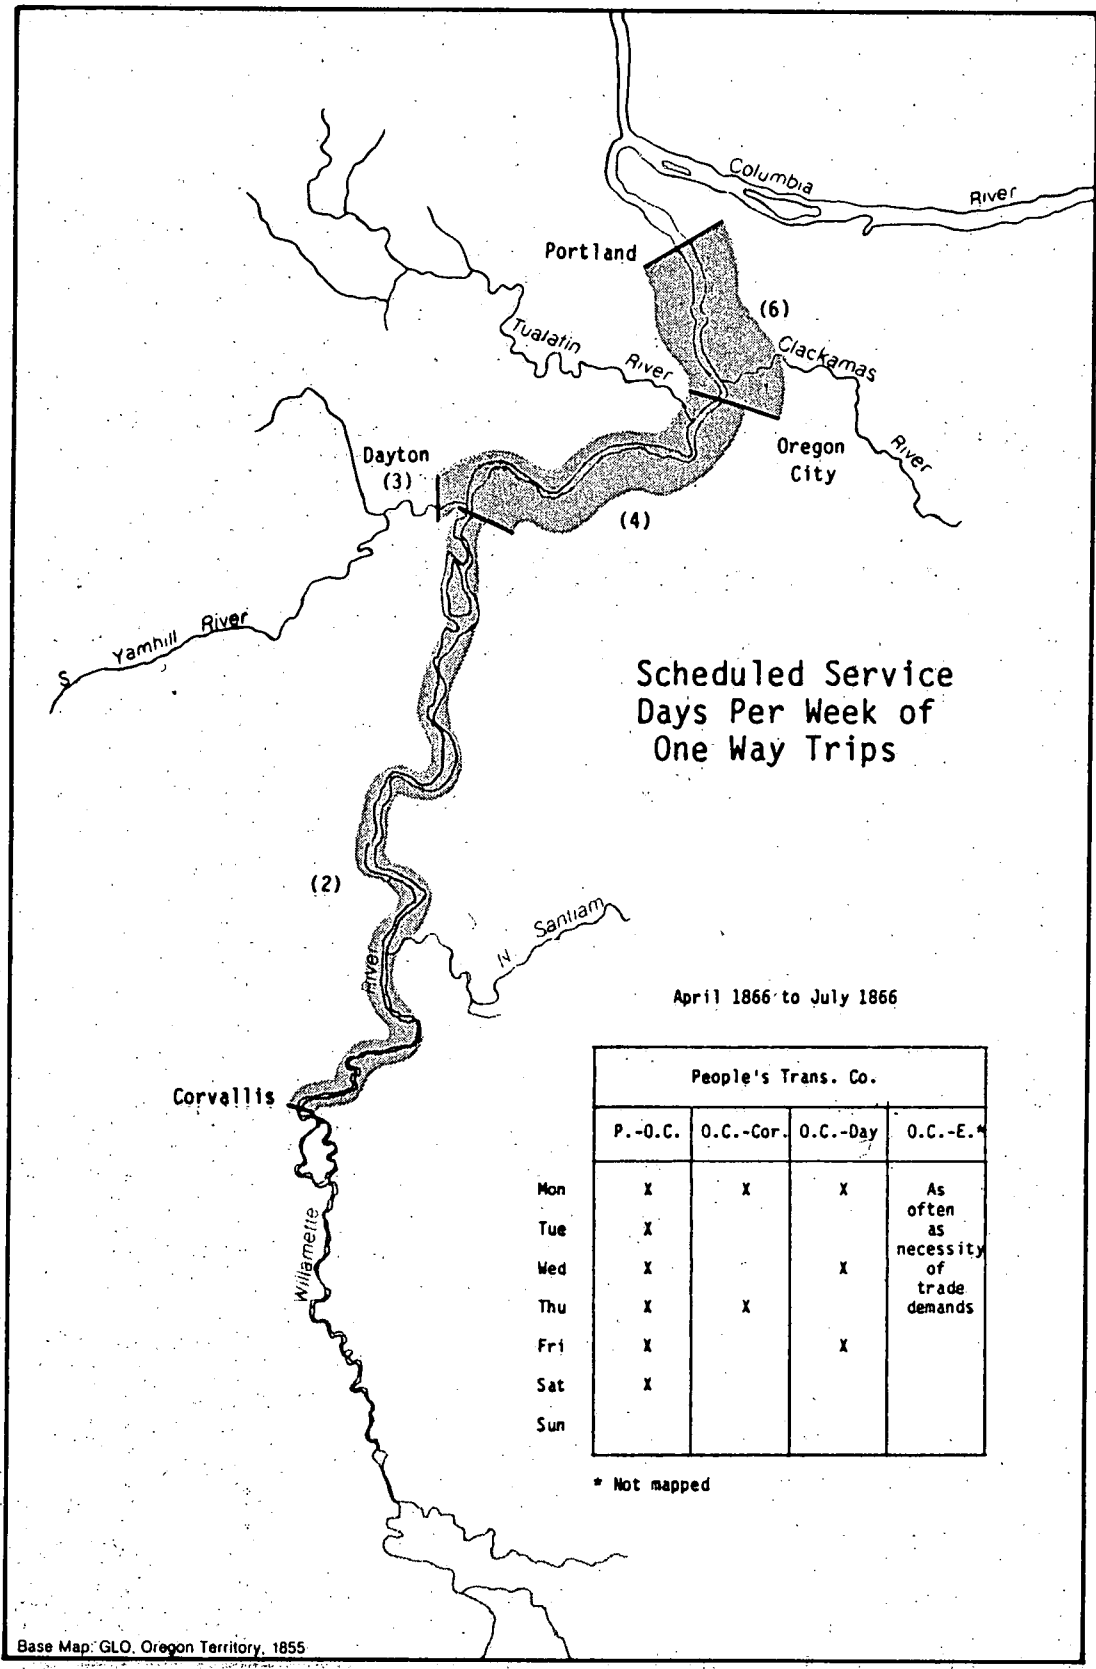 Columbia
River
Portland
(6)
Tualatin
River
Clackamas
River
Dayton
(3)
Oregon
City
(4)
S Yamhill River
Scheduled Service
Days Per Week of
One Way Trips
(2)
N Santiam
River
April 1866 to July 1866
Corvallis
Willamette
People's Trans. Co.
P.-O.C. O.C.-Cor. O.C.-Day O.C.-E.*
Mon X X X As
often
Tue X as
necessity
Wed X X of
trade
Thu X X demands
Fri X X
Sat X
Sun
* Not mapped
Base Map: GLO, Oregon Territory, 1855